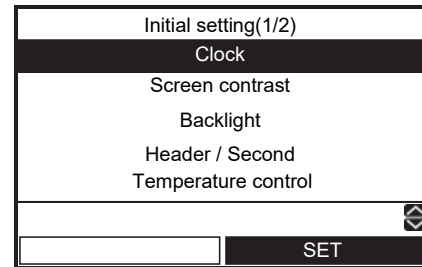 Initial setting(1/2)
Clock
Screen contrast
Backlight
Header / Second
Temperature control
SET